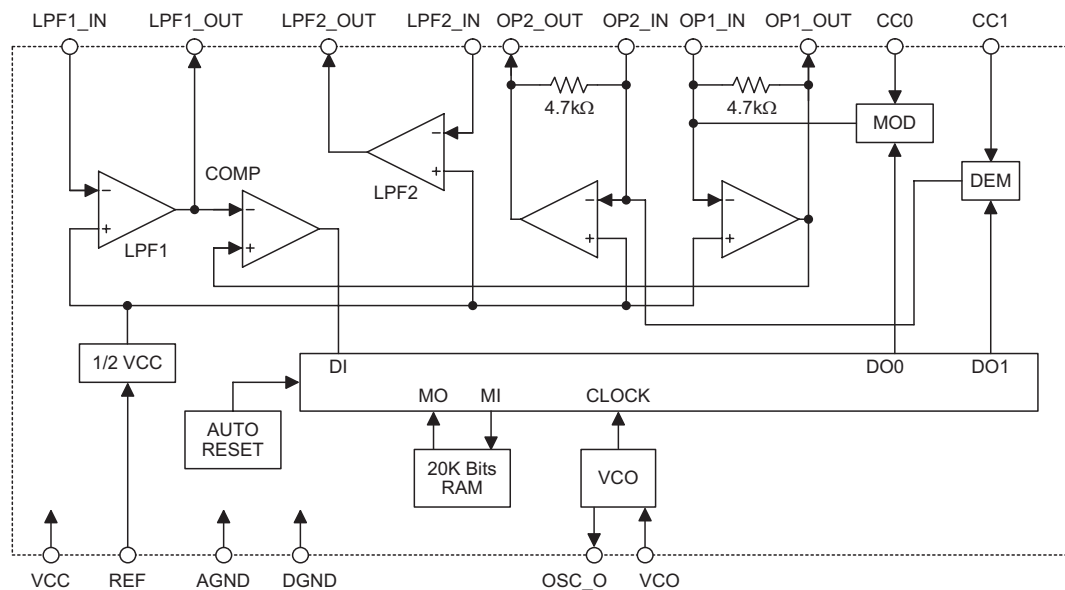 LPF1_IN LPF1_OUT LPF2_OUT LPF2_IN OP2_OUT OP2_IN OP1_IN OP1_OUT CC0 CC1
4.7kΩ 4.7kΩ
MOD
DEM
COMP
LPF1
LPF2
− − − − −
+ + + + +
1/2 VCC
DI DO0 DO1
MO MI CLOCK
AUTO
RESET
20K Bits
RAM
VCO
VCC REF AGND DGND OSC_O VCO